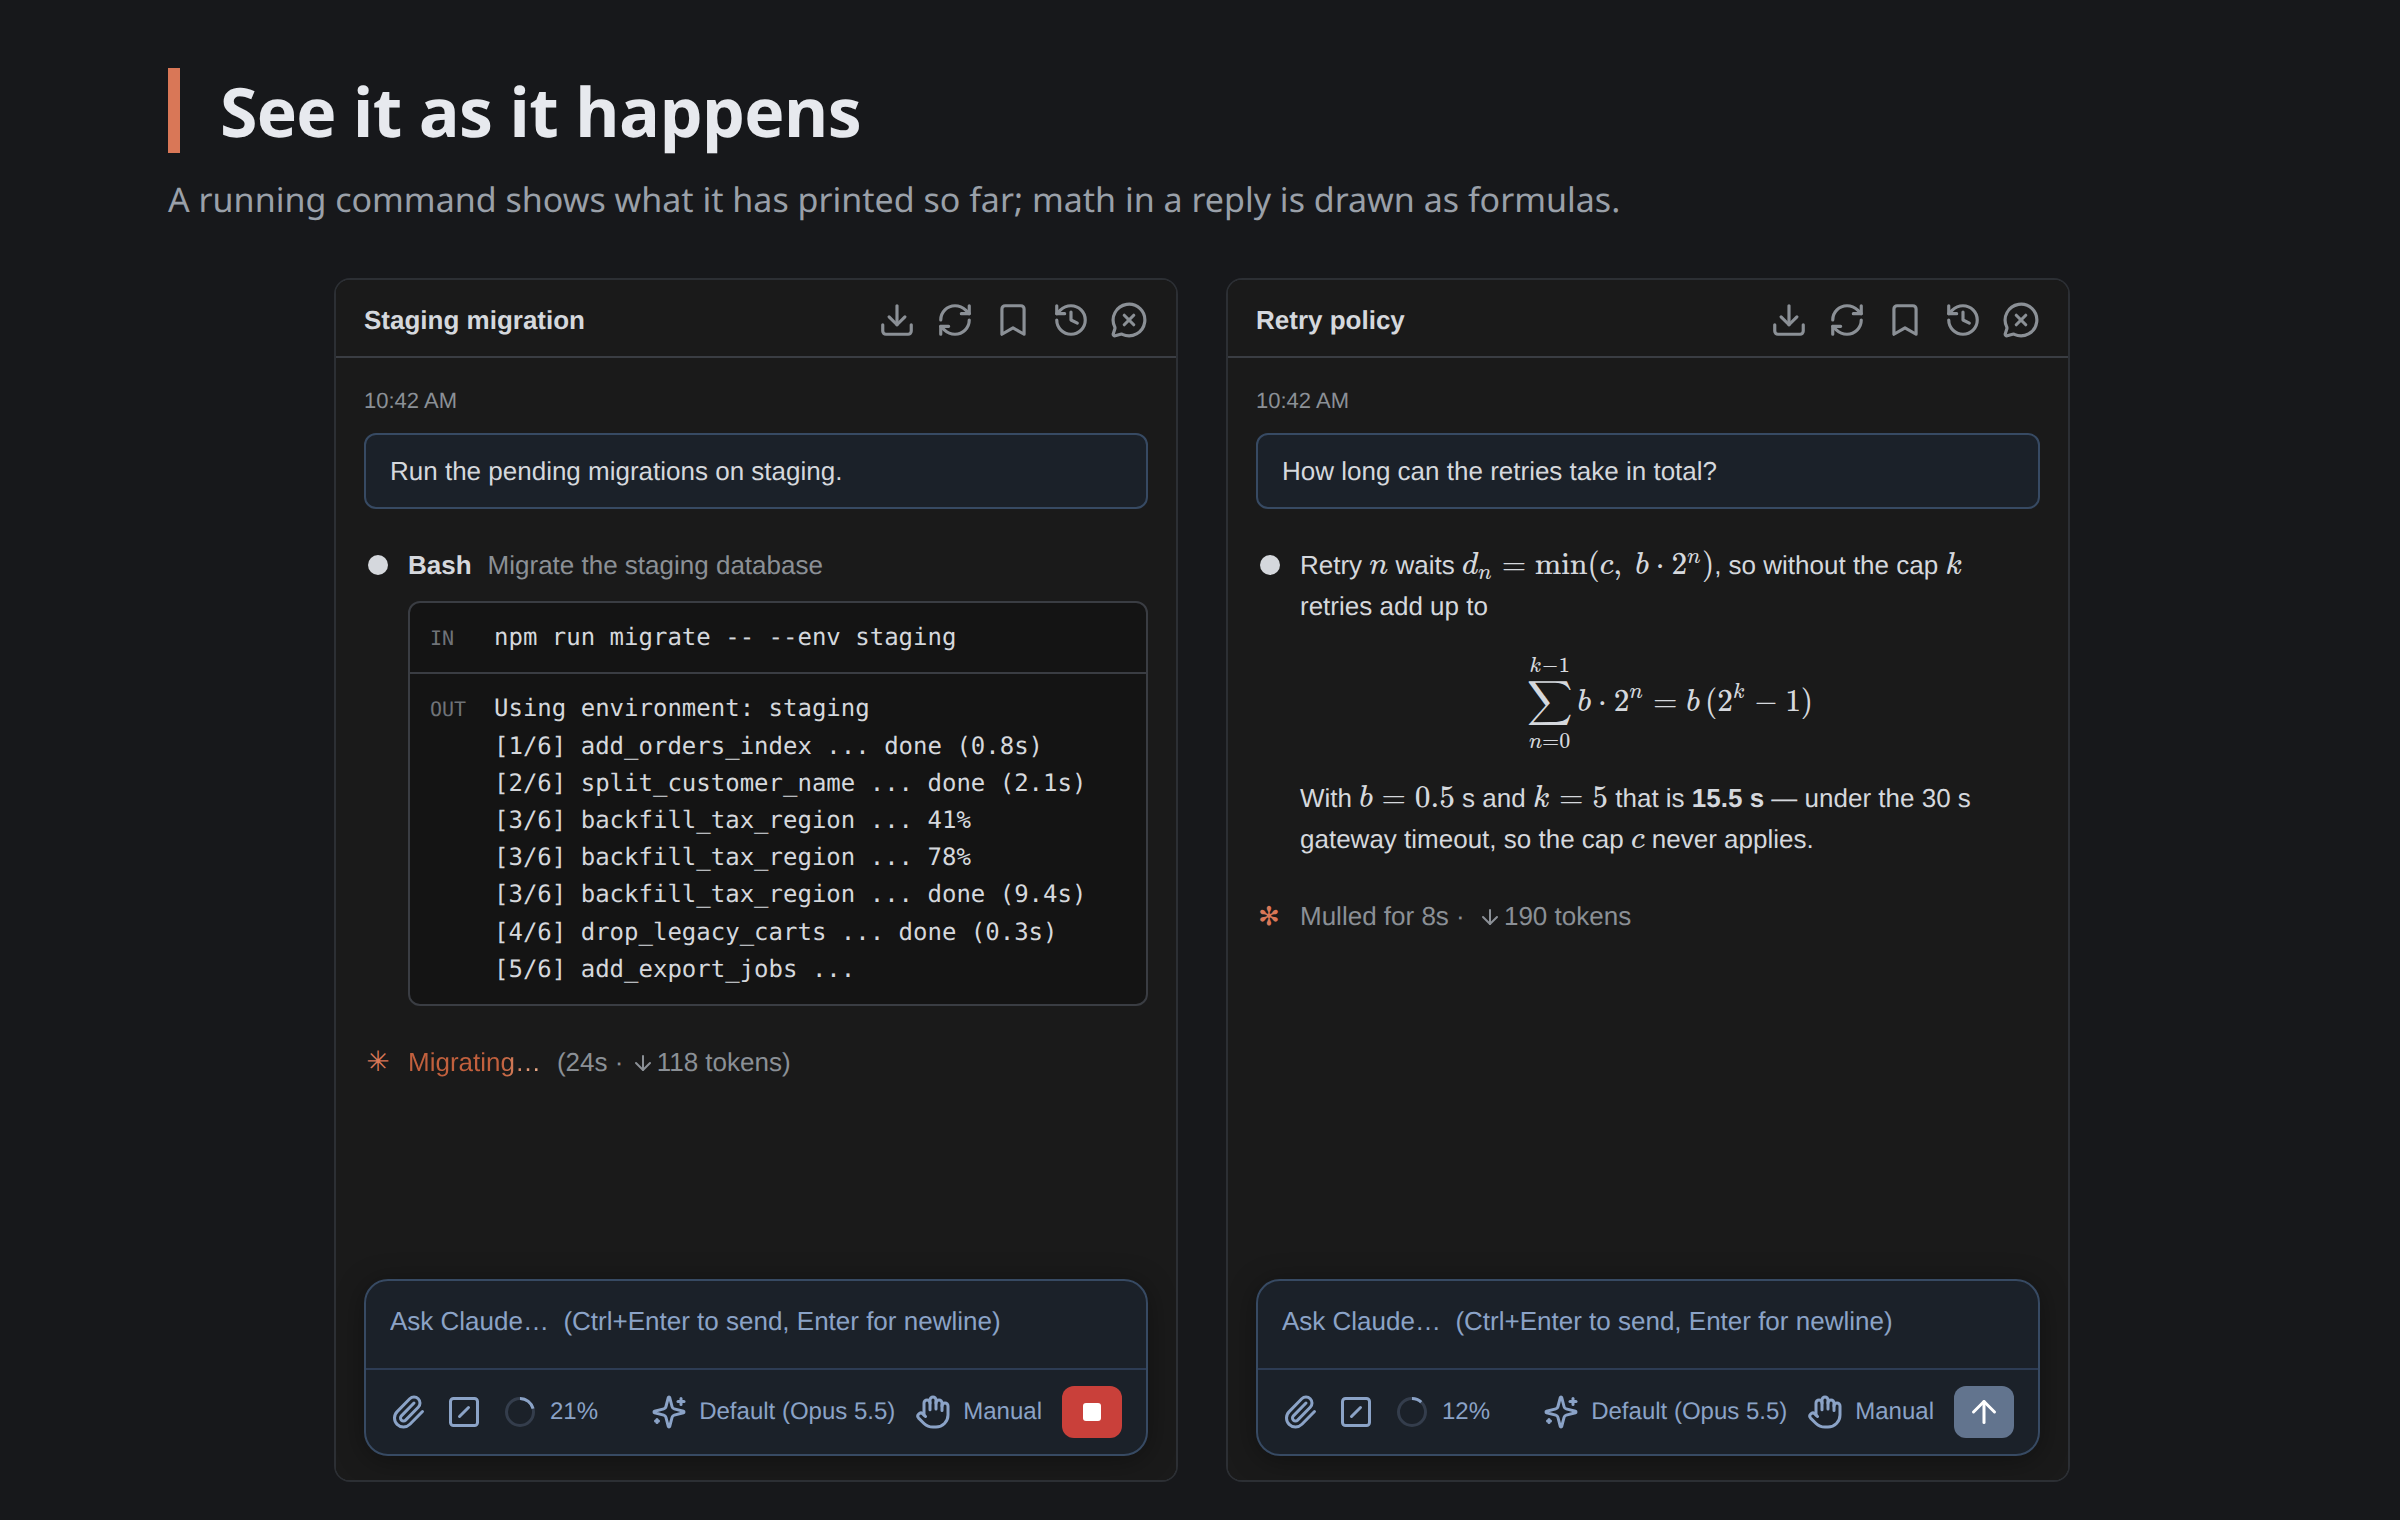 See it as it happens
A running command shows what it has printed so far; math in a reply is drawn as formulas.
Staging migration
10:42 AM
Run the pending migrations on staging.
Bash Migrate the staging database
IN npm run migrate -- --env staging
OUT Using environment: staging
[1/6] add_orders_index ... done (0.8s)
[2/6] split_customer_name ... done (2.1s)
[3/6] backfill_tax_region ... 41%
[3/6] backfill_tax_region ... 78%
[3/6] backfill_tax_region ... done (9.4s)
[4/6] drop_legacy_carts ... done (0.3s)
[5/6] add_export_jobs ...
Migrating… (24s · ↓118 tokens)
Ask Claude… (Ctrl+Enter to send, Enter for newline)
21% Default (Opus 5.5) Manual
Retry policy
10:42 AM
How long can the retries take in total?
Retry n waits dₙ = min(c, b · 2ⁿ), so without the cap k
retries add up to
k−1
∑ b · 2ⁿ = b (2ᵏ − 1)
n=0
With b = 0.5 s and k = 5 that is 15.5 s — under the 30 s
gateway timeout, so the cap c never applies.
Mulled for 8s · ↓190 tokens
Ask Claude… (Ctrl+Enter to send, Enter for newline)
12% Default (Opus 5.5) Manual